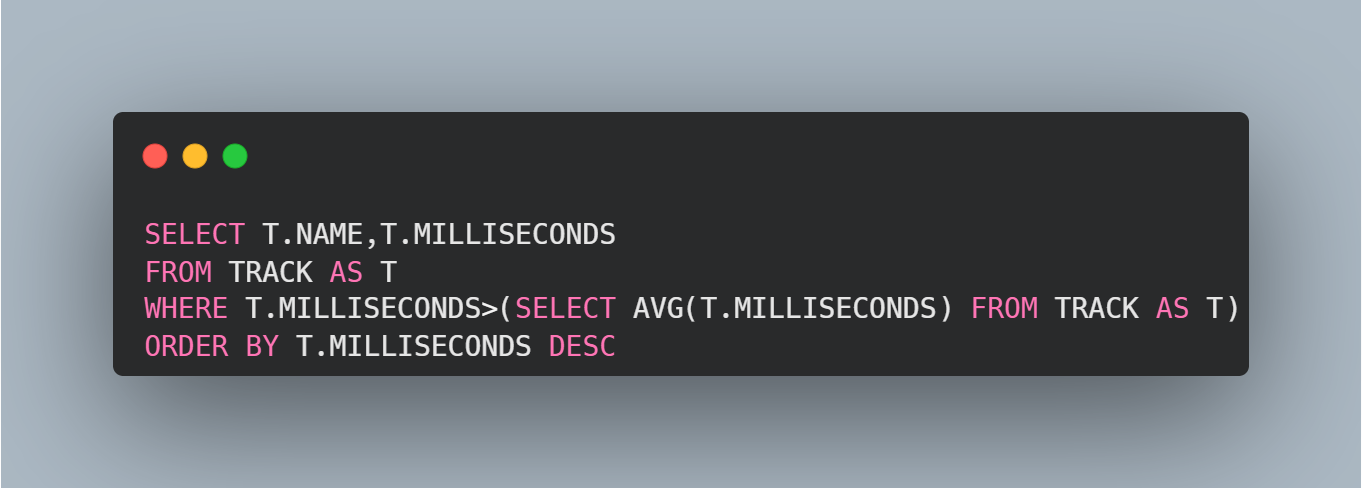 SELECT T.NAME,T.MILLISECONDS
FROM TRACK AS T
WHERE T.MILLISECONDS>(SELECT AVG(T.MILLISECONDS) FROM TRACK AS T)
ORDER BY T.MILLISECONDS DESC